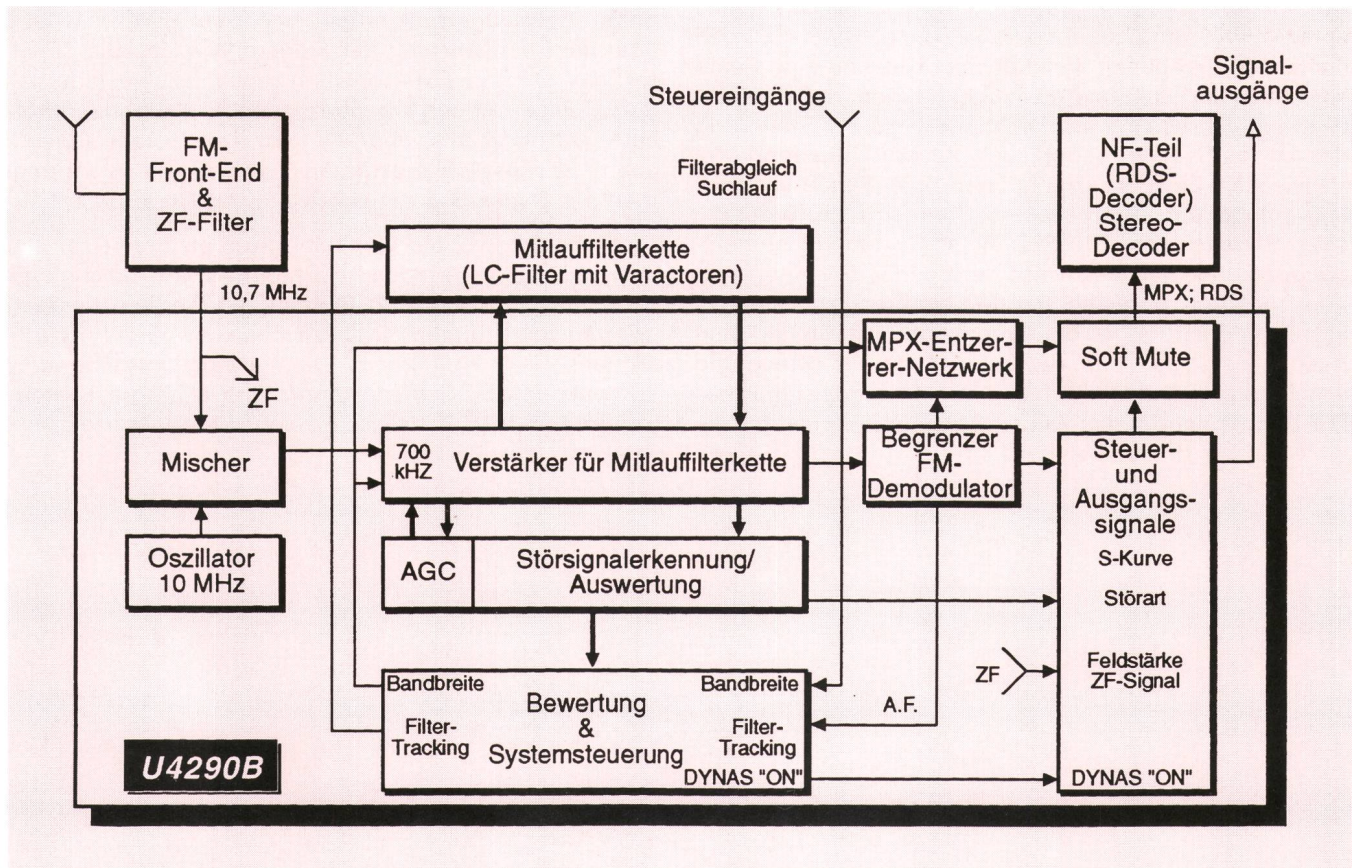 Signal-
ausgänge
Steuereingänge
FM-
Front-End
&
ZF-Filter
Filterabgleich
Suchlauf
NF-Teil
(RDS-
Decoder)
Stereo-
Decoder
Mitlauffilterkette
(LC-Filter mit Varactoren)
10,7 MHz
MPX; RDS
ZF
MPX-Entzer-
rer-Netzwerk
Soft Mute
Mischer
700
kHZ
Verstärker für Mitlauffilterkette
Begrenzer
FM-
Demodulator
Steuer-
und
Ausgangs-
signale
S-Kurve
Störart
Feldstärke
ZF-Signal
DYNAS "ON"
Oszillator
10 MHz
AGC
Störsignalerkennung/
Auswertung
ZF
A.F.
Bandbreite
Filter-
Tracking
Bewertung
&
Systemsteuerung
Bandbreite
Filter-
Tracking
DYNAS "ON"
U4290B